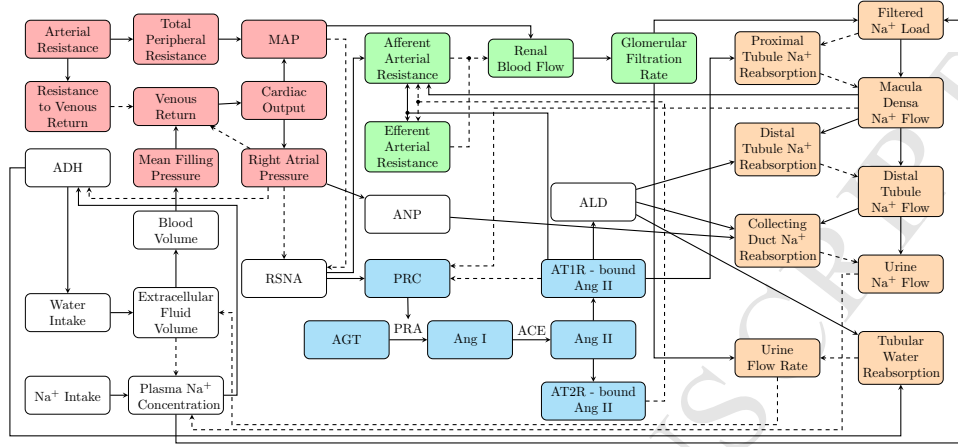 Arterial
Resistance
Total
Peripheral
Resistance
MAP
Afferent
Arterial
Resistance
Renal
Blood Flow
Glomerular
Filtration
Rate
Proximal
Tubule Na⁺
Reabsorption
Filtered
Na⁺ Load
Resistance
to Venous
Return
Venous
Return
Cardiac
Output
Macula
Densa
Na⁺ Flow
Efferent
Arterial
Resistance
Distal
Tubule Na⁺
Reabsorption
ADH
Mean Filling
Pressure
Right Atrial
Pressure
Distal
Tubule
Na⁺ Flow
ANP
ALD
Blood
Volume
Collecting
Duct Na⁺
Reabsorption
RSNA
PRC
AT1R - bound
Ang II
Urine
Na⁺ Flow
Water
Intake
Extracellular
Fluid
Volume
AGT
PRA
Ang I
ACE
Ang II
Urine
Flow Rate
Tubular
Water
Reabsorption
Na⁺ Intake
Plasma Na⁺
Concentration
AT2R - bound
Ang II
USCRIPT